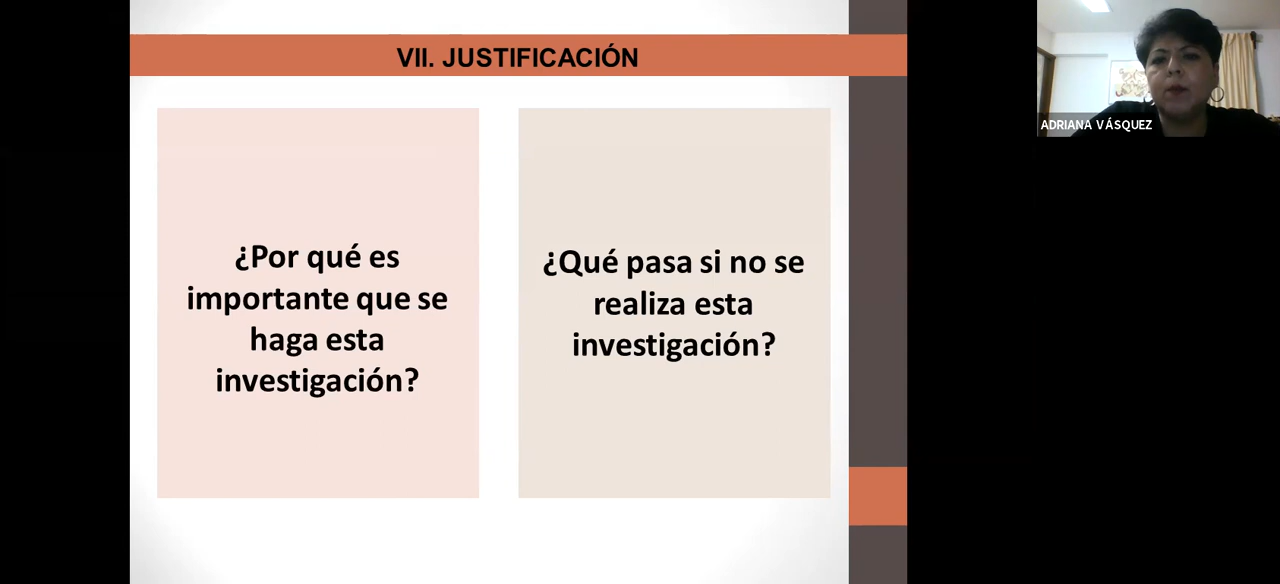 VII. JUSTIFICACIÓN
¿Por qué es
importante que se
haga esta
investigación?
¿Qué pasa si no se
realiza esta
investigación?
ADRIANA VÁSQUEZ